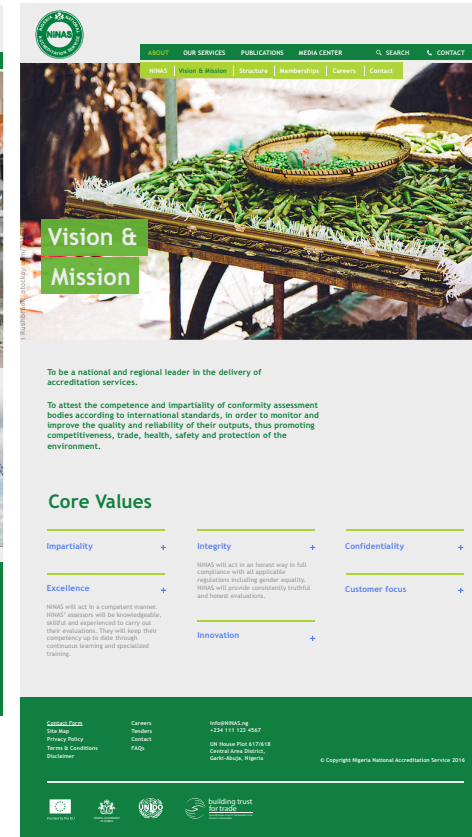 NiNAS
ABOUT OUR SERVICES PUBLICATIONS MEDIA CENTER SEARCH CONTACT
NINAS Vision & Mission Structure Memberships Careers Contact
Vision &
Mission
To be a national and regional leader in the delivery of
accreditation services.
To attest the competence and impartiality of conformity assessment
bodies according to international standards, in order to monitor and
improve the quality and reliability of their outputs, thus promoting
competitiveness, trade, health, safety and protection of the
environment.
Core Values
Impartiality +
Excellence +
NiNAS will act in a competent manner.
NiNAS' assessors will be knowledgeable,
skillful and experienced to carry out
their evaluations. They will keep their
competency up to date through
continuous learning and specialized
training.
Integrity +
NiNAS will act in an honest way in full
compliance with all applicable
regulations including gender equality.
NiNAS will provide consistently truthful
and honest evaluations.
Innovation +
Confidentiality +
Customer focus +
Contact Form
Site Map
Privacy Policy
Terms & Conditions
Disclaimer
Careers
Tenders
Contact
FAQs
info@NiNAS.ng
+234 111 123 4567
UN House Plot 617/618
Central Area District,
Garki-Abuja, Nigeria
© Copyright Nigeria National Accreditation Service 2016
Funded by the EU
UNIDO
building trust
for trade